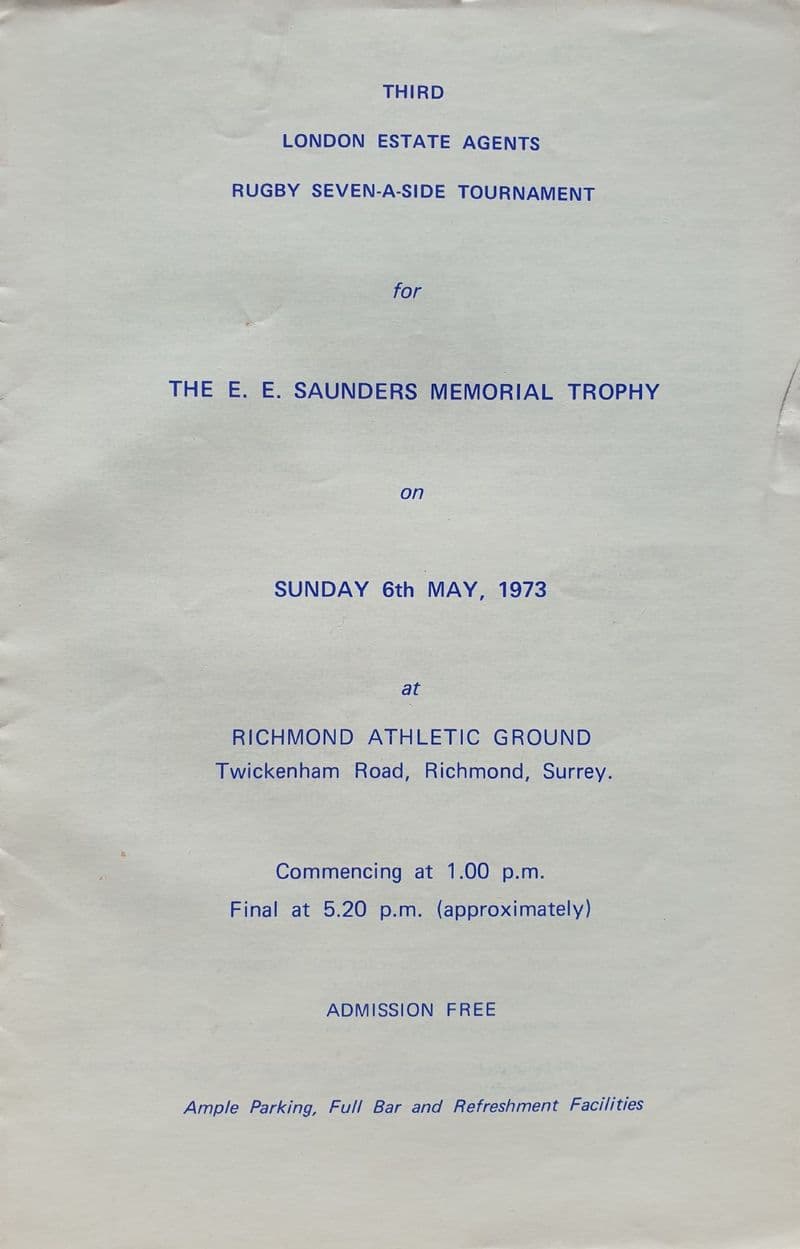 THIRD
LONDON ESTATE AGENTS
RUGBY SEVEN-A-SIDE TOURNAMENT
for
THE E. E. SAUNDERS MEMORIAL TROPHY
on
SUNDAY 6th MAY, 1973
at
RICHMOND ATHLETIC GROUND
Twickenham Road, Richmond, Surrey.
Commencing at 1.00 p.m.
Final at 5.20 p.m. (approximately)
ADMISSION FREE
Ample Parking, Full Bar and Refreshment Facilities